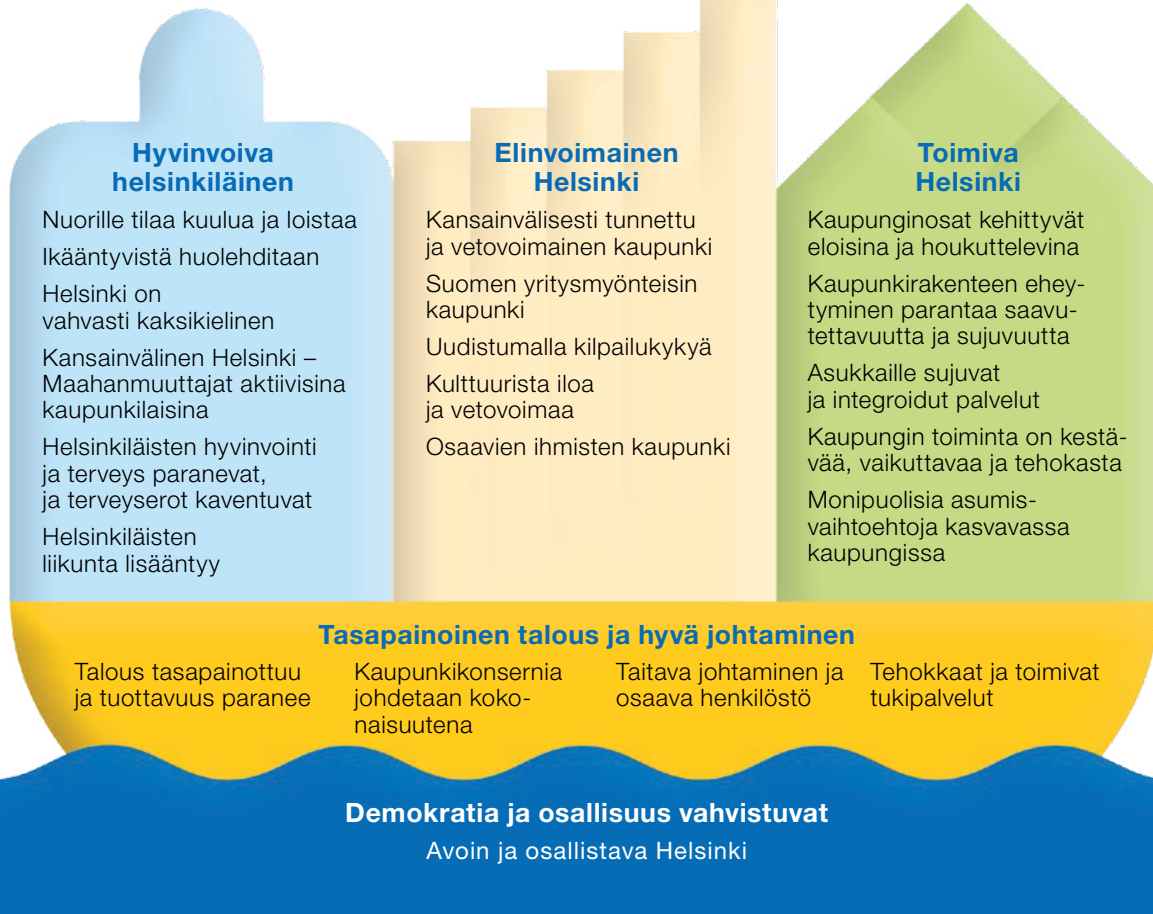 Hyvinvoiva
helsinkiläinen
Nuorille tilaa kuulua ja loistaa
Ikääntyvistä huolehditaan
Helsinki on
vahvasti kaksikielinen
Kansainvälinen Helsinki –
Maahanmuuttajat aktiivisina
kaupunkilaisina
Helsinkiläisten hyvinvointi
ja terveys paranevat,
ja terveyserot kaventuvat
Helsinkiläisten
liikunta lisääntyy
Elinvoimainen
Helsinki
Kansainvälisesti tunnettu
ja vetovoimainen kaupunki
Suomen yritysmyönteisin
kaupunki
Uudistumalla kilpailukykyä
Kulttuurista iloa
ja vetovoimaa
Osaavien ihmisten kaupunki
Toimiva
Helsinki
Kaupunginosat kehittyvät
eloisina ja houkuttelevina
Kaupunkirakenteen ehey-
tyminen parantaa saavu-
tettavuutta ja sujuvuutta
Asukkaille sujuvat
ja integroidut palvelut
Kaupungin toiminta on kestä-
vää, vaikuttavaa ja tehokasta
Monipuolisia asumis-
vaihtoehtoja kasvavassa
kaupungissa
Tasapainoinen talous ja hyvä johtaminen
Talous tasapainottuu
ja tuottavuus paranee
Kaupunkikonsernia
johdetaan koko-
naisuutena
Taitava johtaminen ja
osaava henkilöstö
Tehokkaat ja toimivat
tukipalvelut
Demokratia ja osallisuus vahvistuvat
Avoin ja osallistava Helsinki